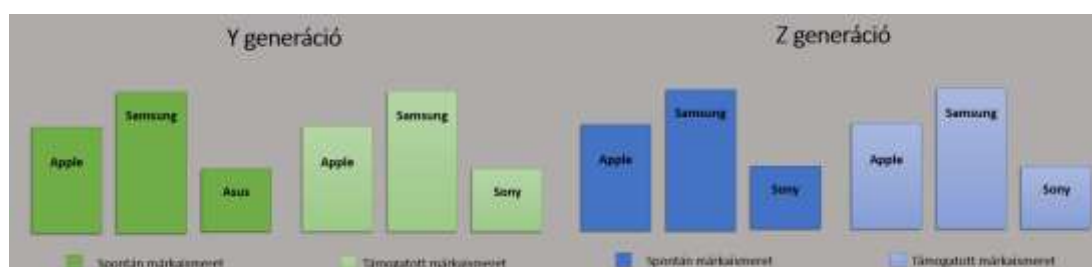 Y generáció
Z generáció
Apple
Samsung
Asus
Apple
Samsung
Sony
Apple
Samsung
Sony
Apple
Samsung
Sony
Spontán márkaismeret
Támogatott márkaismeret
Spontán márkaismeret
Támogatott márkaismeret